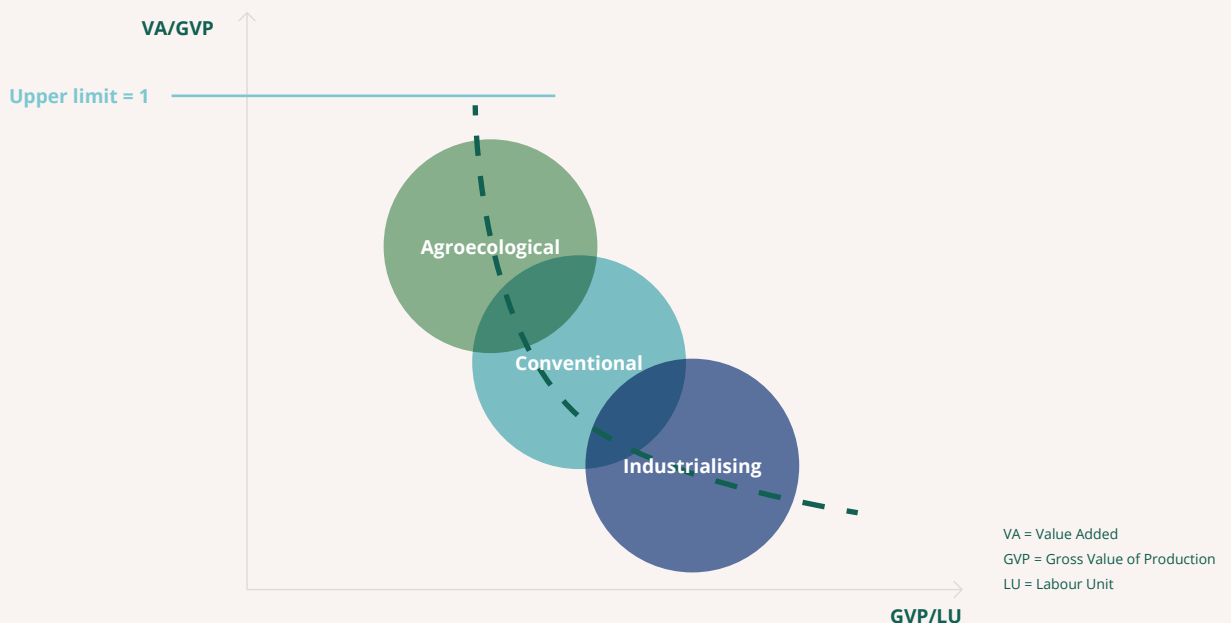 VA/GVP
Upper limit = 1
Agroecological
Conventional
Industrialising
VA = Value Added
GVP = Gross Value of Production
LU = Labour Unit
GVP/LU